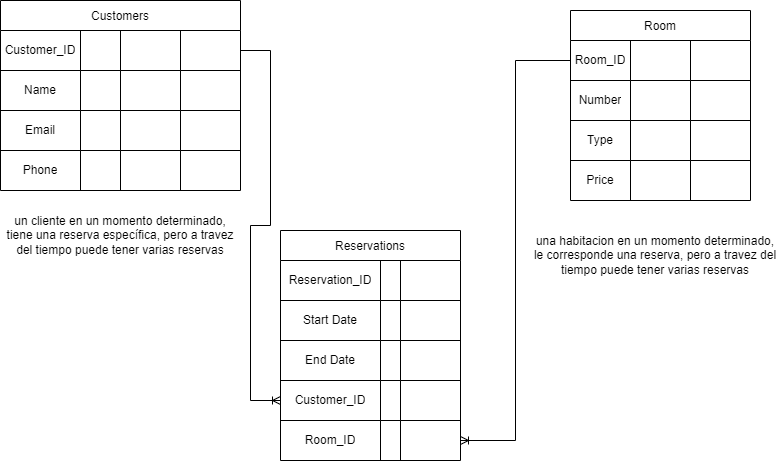 Customers
Customer_ID
Name
Email
Phone
un cliente en un momento determinado,
tiene una reserva específica, pero a travez
del tiempo puede tener varias reservas
Room
Room_ID
Number
Type
Price
una habitacion en un momento determinado,
le corresponde una reserva, pero a travez del
tiempo puede tener varias reservas
Reservations
Reservation_ID
Start Date
End Date
Customer_ID
Room_ID